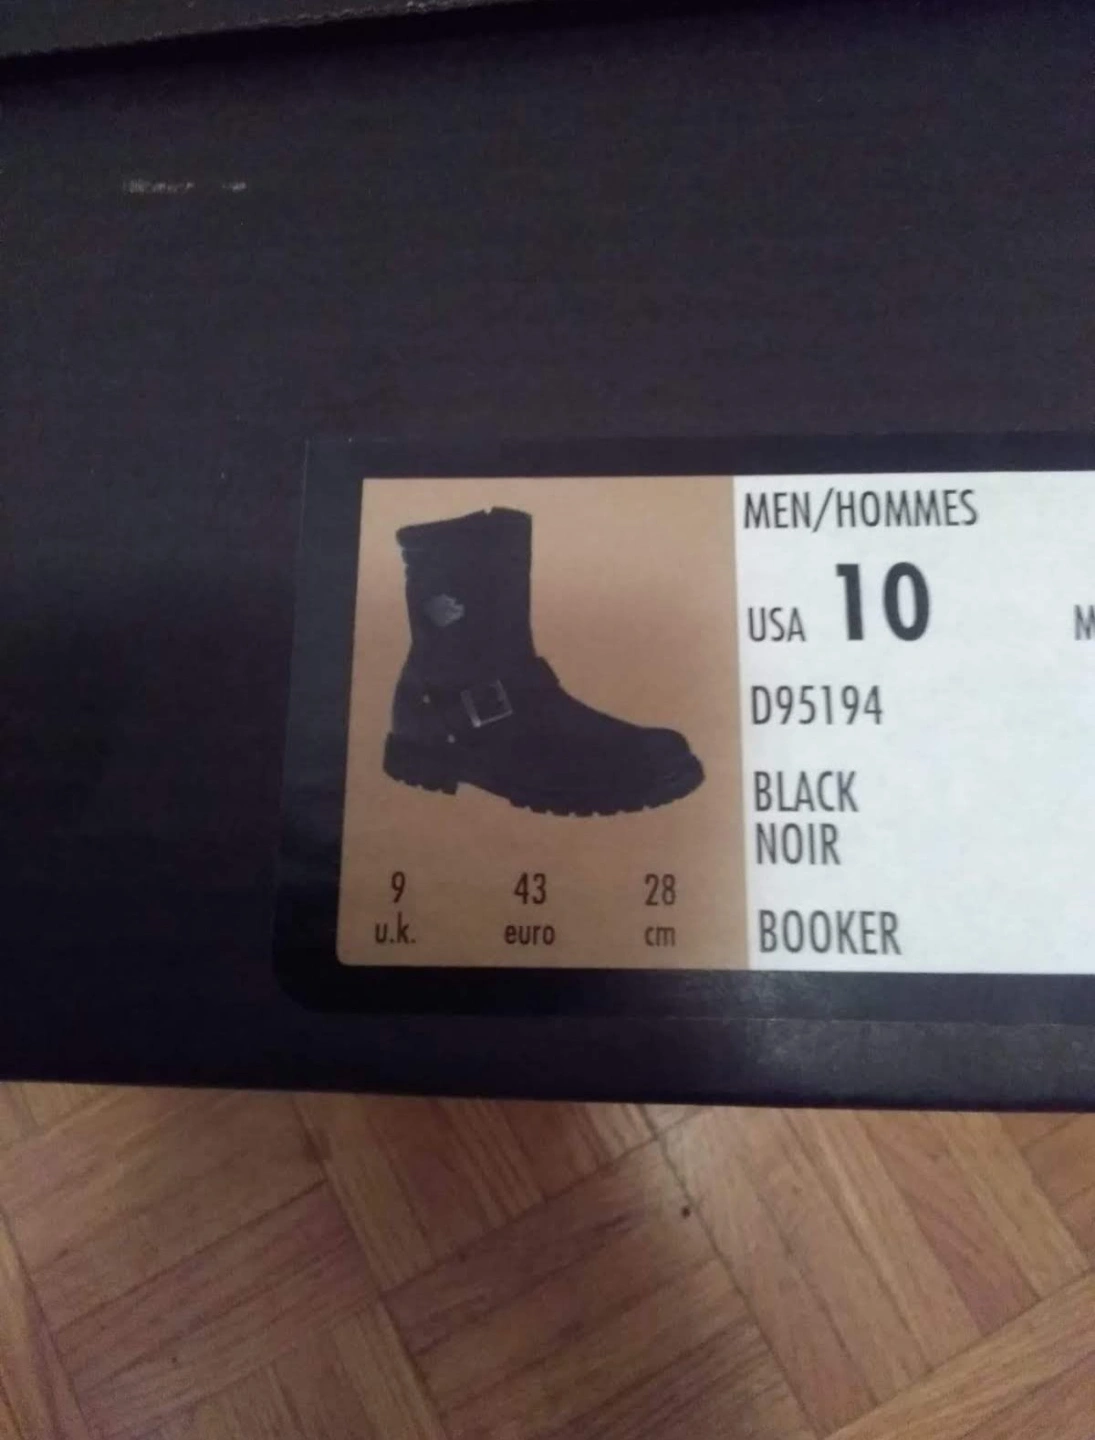 MEN/HOMMES
USA 10 M
D95194
BLACK
NOIR
BOOKER
9 43 28
u.k. euro cm